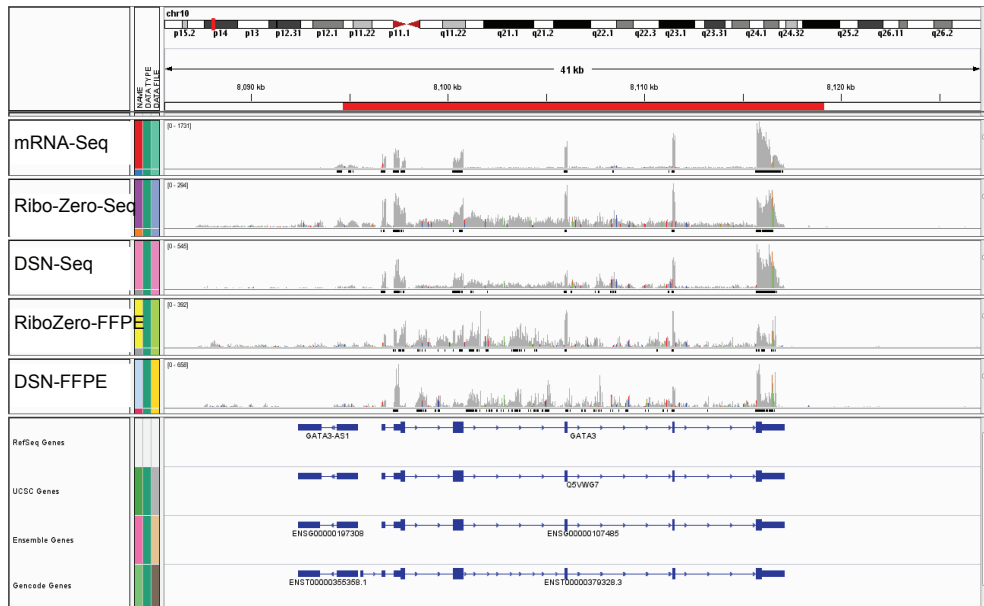 chr10
p15.2 p14 p13 p12.31 p12.1 p11.22 p11.1 q11.22 q21.1 q21.2 q22.1 q22.3 q23.1 q23.31 q24.1 q24.32 q25.2 q26.11 q26.2
41 kb
8,090 kb 8,100 kb 8,110 kb 8,120 kb
NAME
DATA TYPE
DATA FILE
mRNA-Seq
[0 - 1731]
Ribo-Zero-Seq
[0 - 294]
DSN-Seq
[0 - 545]
RiboZero-FFPE
[0 - 392]
DSN-FFPE
[0 - 658]
RefSeq Genes
GATA3-AS1 GATA3
UCSC Genes
Q5VWG7
Ensemble Genes
ENSG00000197308 ENSG00000107485
Gencode Genes
ENST00000355358.1 ENST00000379328.3